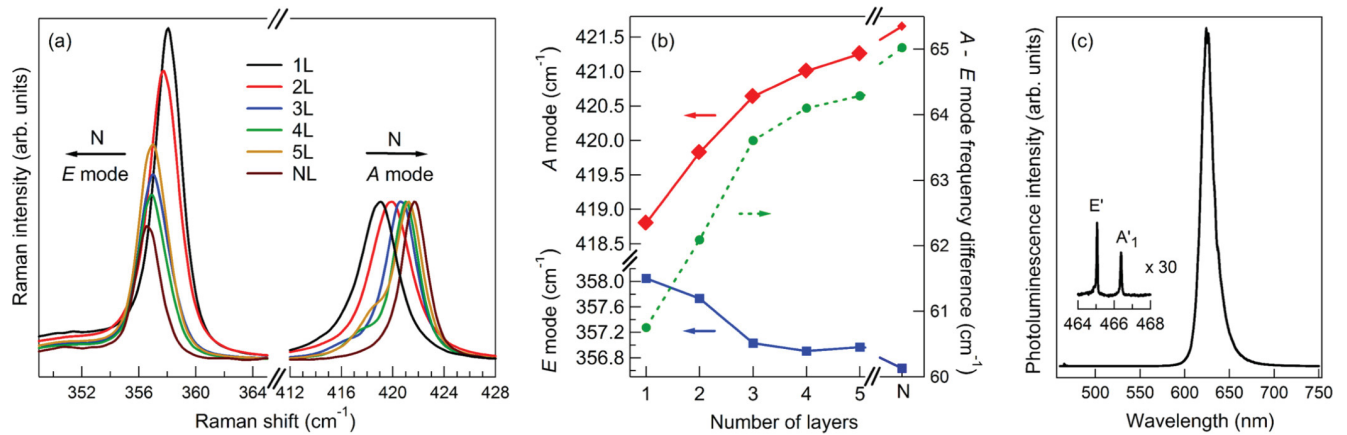 (a)
1L
2L
3L
4L
5L
NL
N
E mode
N
A mode
Raman intensity (arb. units)
352
356
360
364
412
416
420
424
428
Raman shift (cm-1)
(b)
A mode (cm-1)
421.5
421.0
420.5
420.0
419.5
419.0
418.5
E mode (cm-1)
358.0
357.6
357.2
356.8
65
64
63
62
61
60
A - E mode frequency
difference (cm-1)
1
2
3
4
5
N
Number of layers
(c)
Photoluminescence intensity (arb. units)
E'
A'1
x 30
464
466
468
500
550
600
650
700
750
Wavelength (nm)